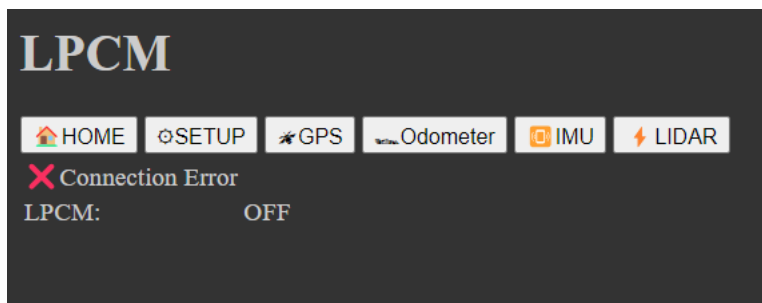 LPCM
HOME SETUP GPS Odometer IMU LIDAR
Connection Error
LPCM: OFF